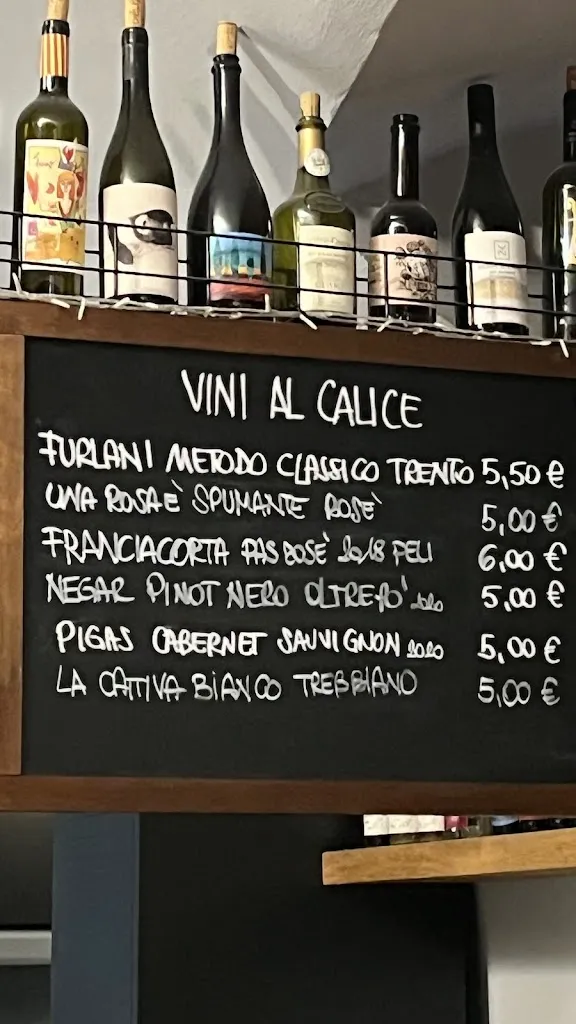 VINI AL CALICE
FURLANI METODO CLASSICO TRENTO 5,50 €
UNA ROSA È SPUMANTE ROSÈ 5,00 €
FRANCIACORTA PAS DOSÈ 2018 PELI 6,00 €
NEGAR PINOT NERO OLTREPO' 2020 5,00 €
PIGAS CABERNET SAUVIGNON 2020 5,00 €
LA CATTIVA BIANCO TREBBIANO 5,00 €